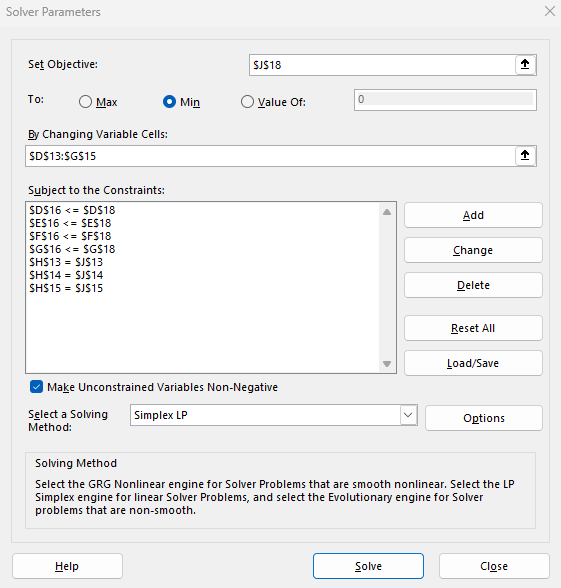 Solver Parameters
Set Objective:
$J$18
To:
Max
Min
Value Of:
0
By Changing Variable Cells:
$D$13:$G$15
Subject to the Constraints:
$D$16 <= $D$18
$E$16 <= $E$18
$F$16 <= $F$18
$G$16 <= $G$18
$H$13 = $J$13
$H$14 = $J$14
$H$15 = $J$15
Add
Change
Delete
Reset All
Load/Save
Make Unconstrained Variables Non-Negative
Select a Solving
Method:
Simplex LP
Options
Solving Method
Select the GRG Nonlinear engine for Solver Problems that are smooth nonlinear. Select the LP
Simplex engine for linear Solver Problems, and select the Evolutionary engine for Solver
problems that are non-smooth.
Help
Solve
Close